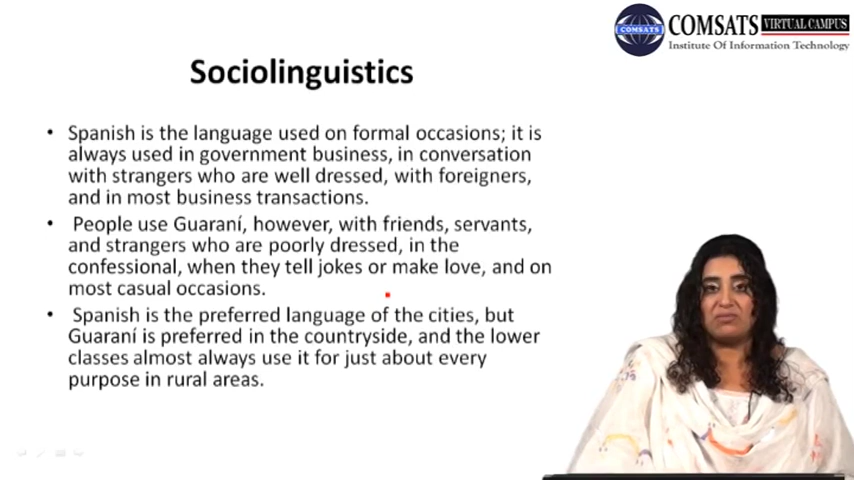 COMSATS VIRTUAL CAMPUS
COMSATS
Institute Of Information Technology
Sociolinguistics
• Spanish is the language used on formal occasions; it is
always used in government business, in conversation
with strangers who are well dressed, with foreigners,
and in most business transactions.
• People use Guaraní, however, with friends, servants,
and strangers who are poorly dressed, in the
confessional, when they tell jokes or make love, and on
most casual occasions.
• Spanish is the preferred language of the cities, but
Guaraní is preferred in the countryside, and the lower
classes almost always use it for just about every
purpose in rural areas.